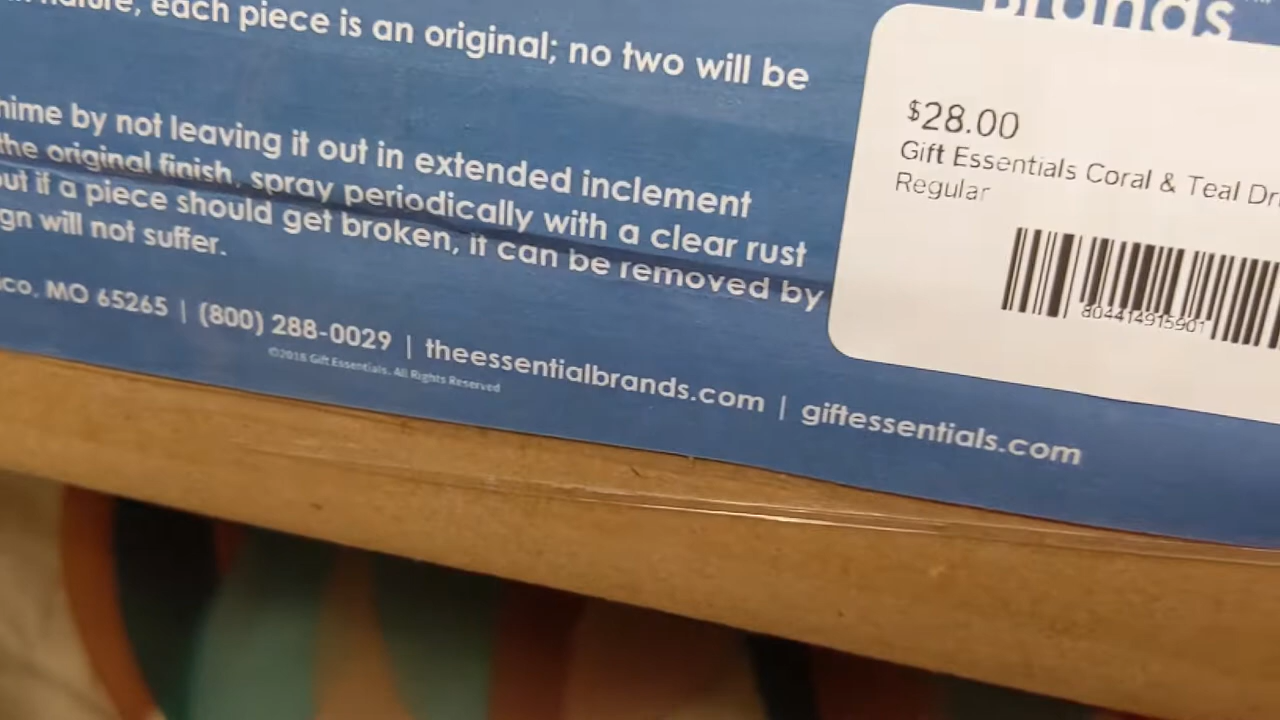 each piece is an original; no two will be
by not leaving it out in extended inclement
the original finish, spray periodically with a clear rust
if a piece should get broken, it can be removed by
will not suffer.
MO 65265 | (800) 288-0029 | theessentialbrands.com | giftessentials.com
©2018 Gift Essentials. All Rights Reserved
Brands
$28.00
Gift Essentials Coral & Teal
Regular
804414915901